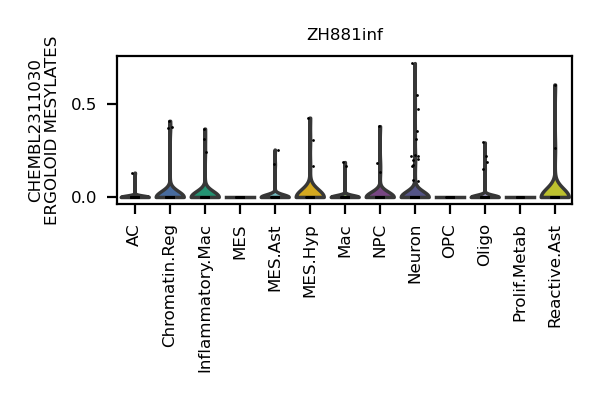 ZH881inf
CHEMBL2311030
ERGOLOID MESYLATES
0.5
0.0
AC
Chromatin.Reg
Inflammatory.Mac
MES
MES.Ast
MES.Hyp
Mac
NPC
Neuron
OPC
Oligo
Prolif.Metab
Reactive.Ast